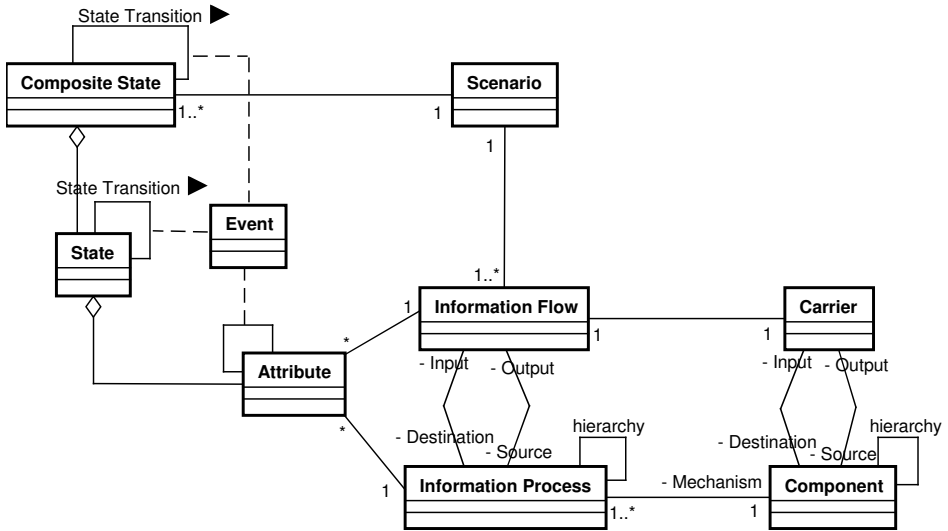 State Transition ▶
Composite State
Scenario
1..*
1
1
State Transition ▶
Event
State
1..*
Information Flow
Carrier
1
*
1
1
- Input
- Output
- Input
- Output
Attribute
*
hierarchy
hierarchy
- Destination
- Source
- Destination
- Source
Information Process
- Mechanism
Component
1
1..*
1